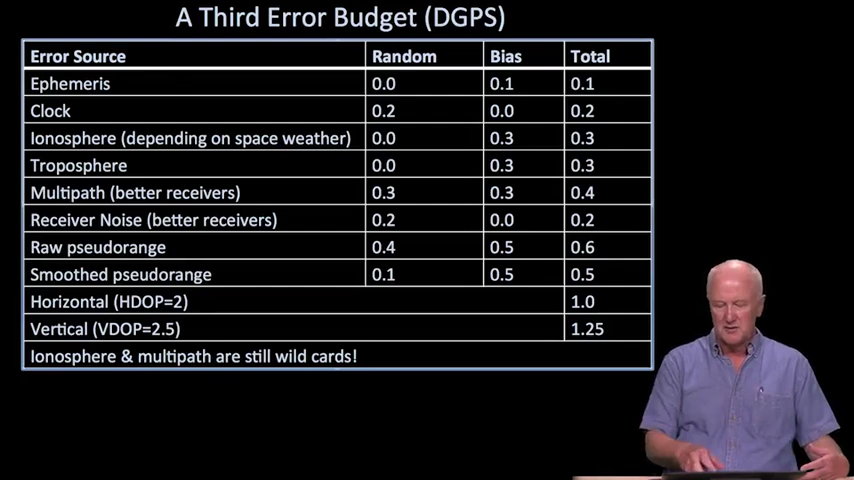 A Third Error Budget (DGPS)
Error Source Random Bias Total
Ephemeris 0.0 0.1 0.1
Clock 0.2 0.0 0.2
Ionosphere (depending on space weather) 0.0 0.3 0.3
Troposphere 0.0 0.3 0.3
Multipath (better receivers) 0.3 0.3 0.4
Receiver Noise (better receivers) 0.2 0.0 0.2
Raw pseudorange 0.4 0.5 0.6
Smoothed pseudorange 0.1 0.5 0.5
Horizontal (HDOP=2) 1.0
Vertical (VDOP=2.5) 1.25
Ionosphere & multipath are still wild cards!